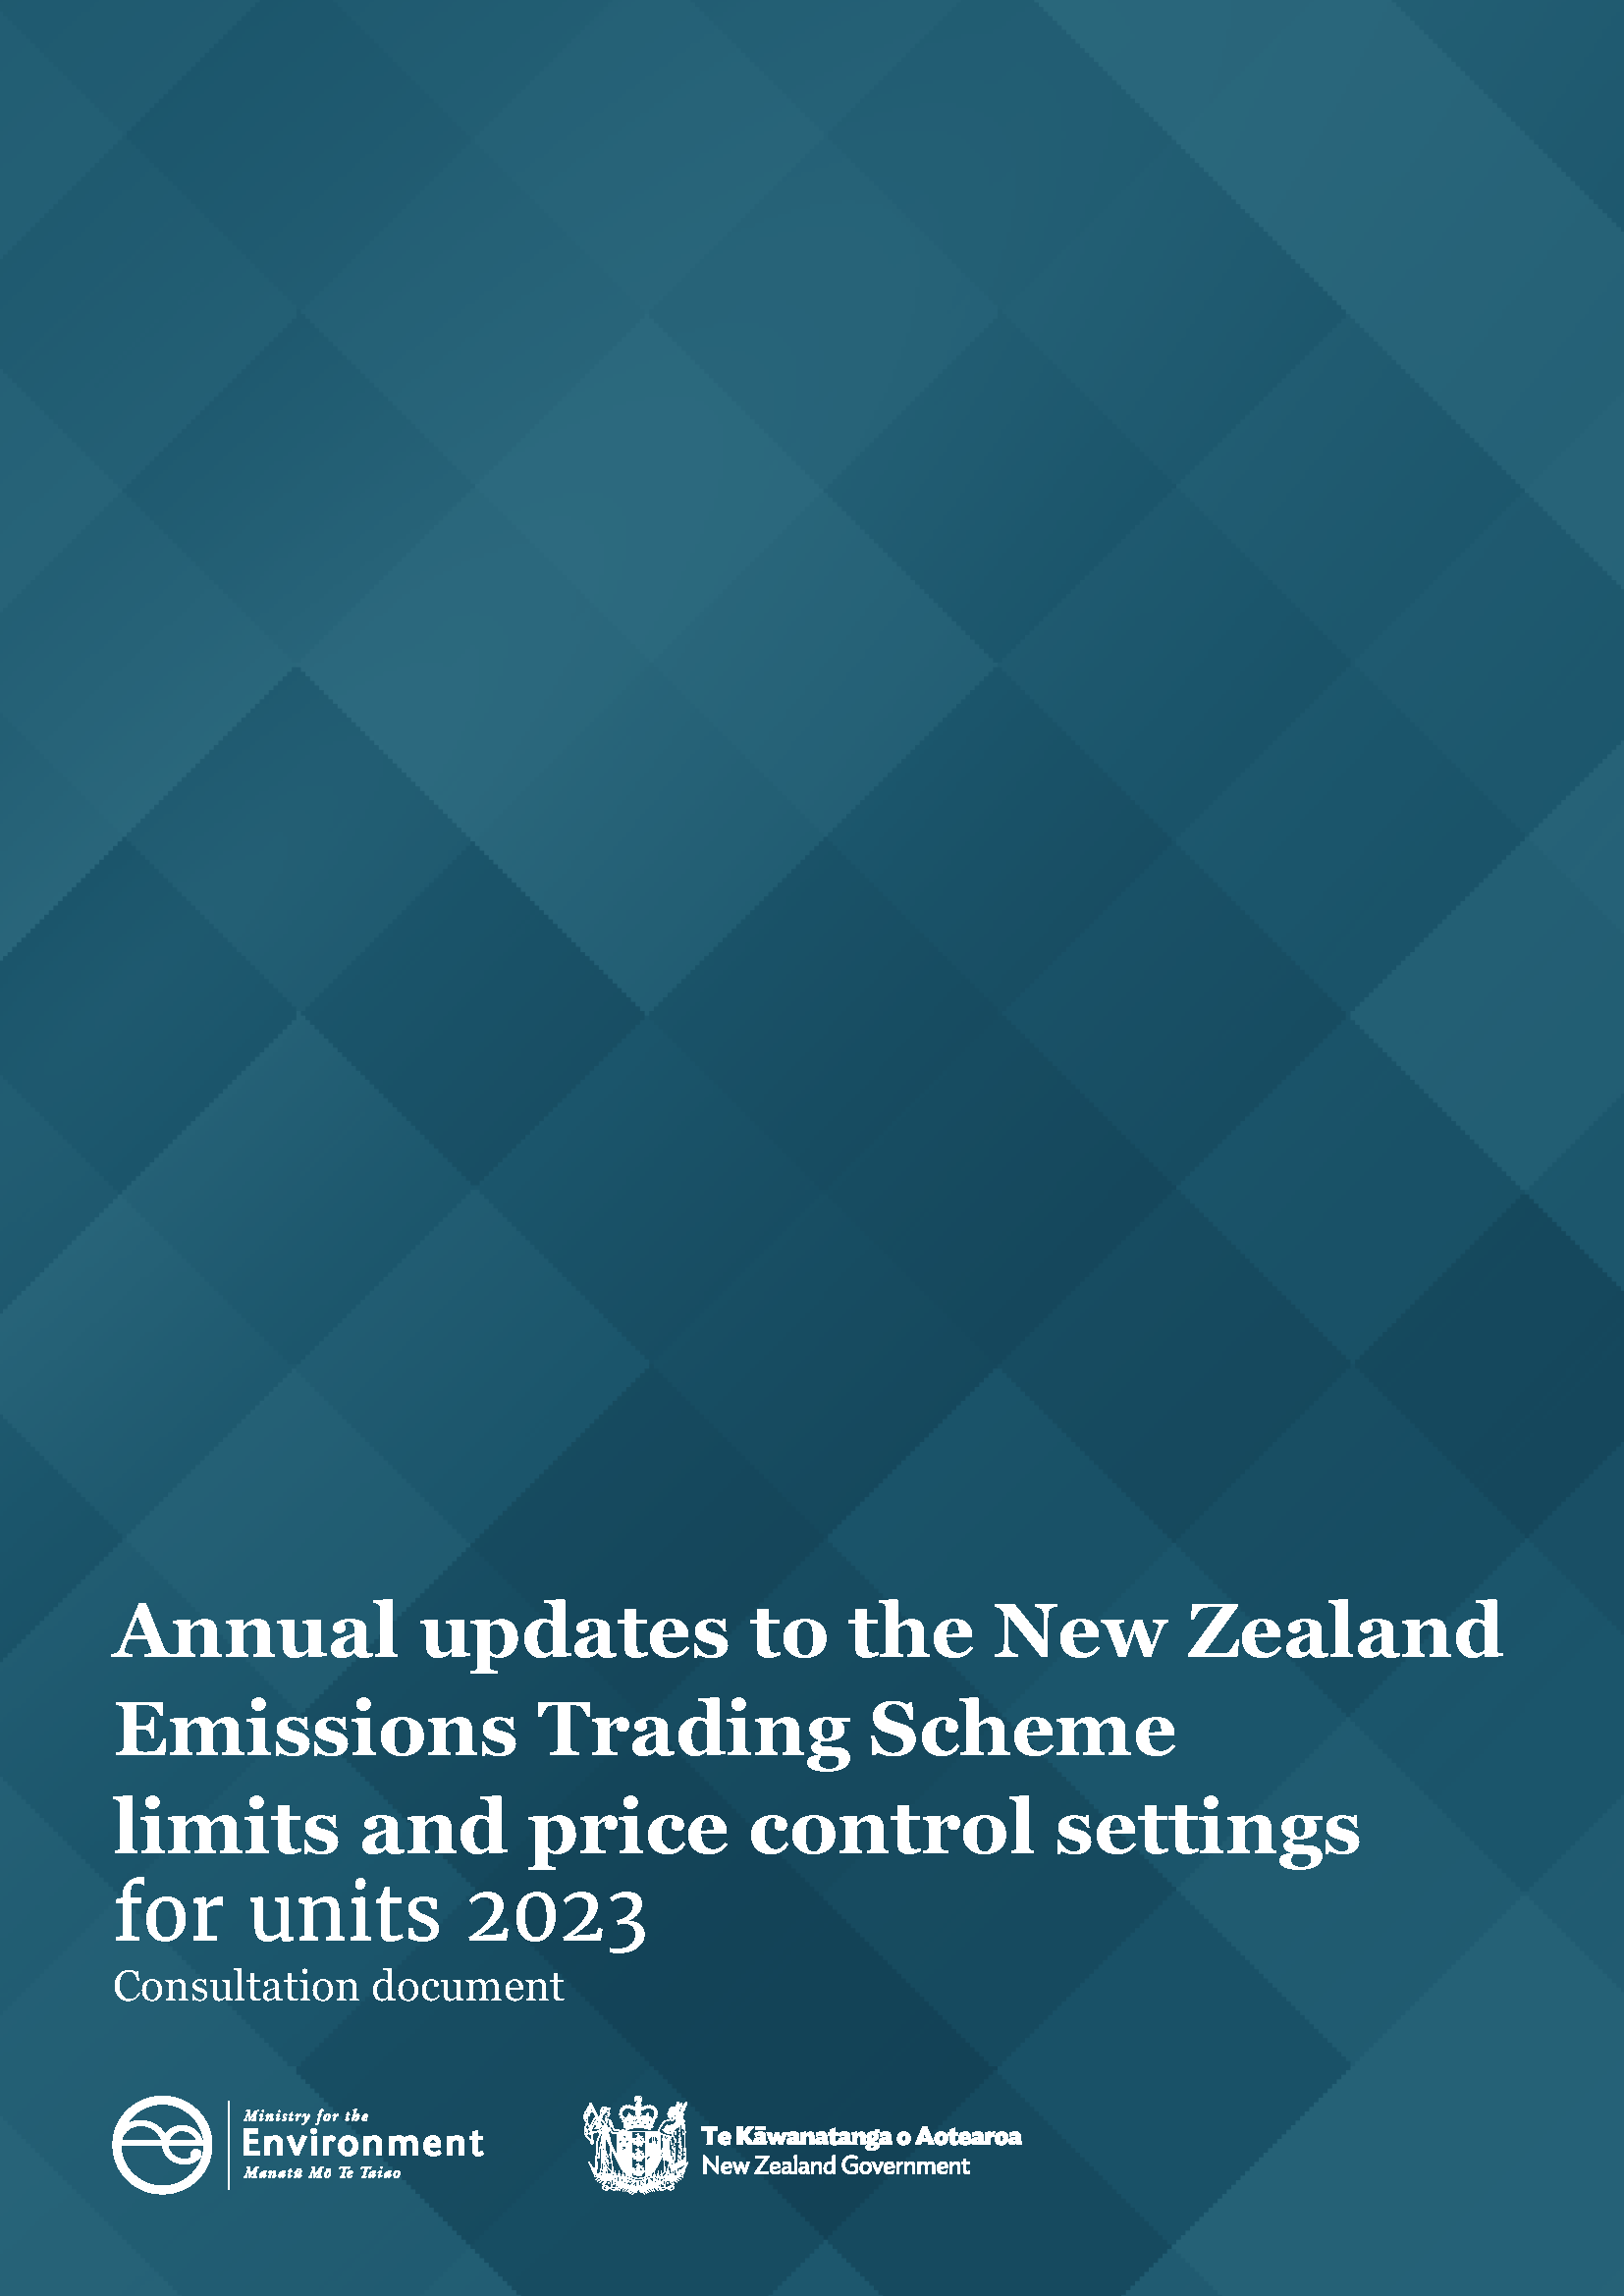 Annual updates to the New Zealand
Emissions Trading Scheme
limits and price control settings
for units 2023
Consultation document
Ministry for the
Environment
Manatū Mō Te Taiao
Te Kāwanatanga o Aotearoa
New Zealand Government